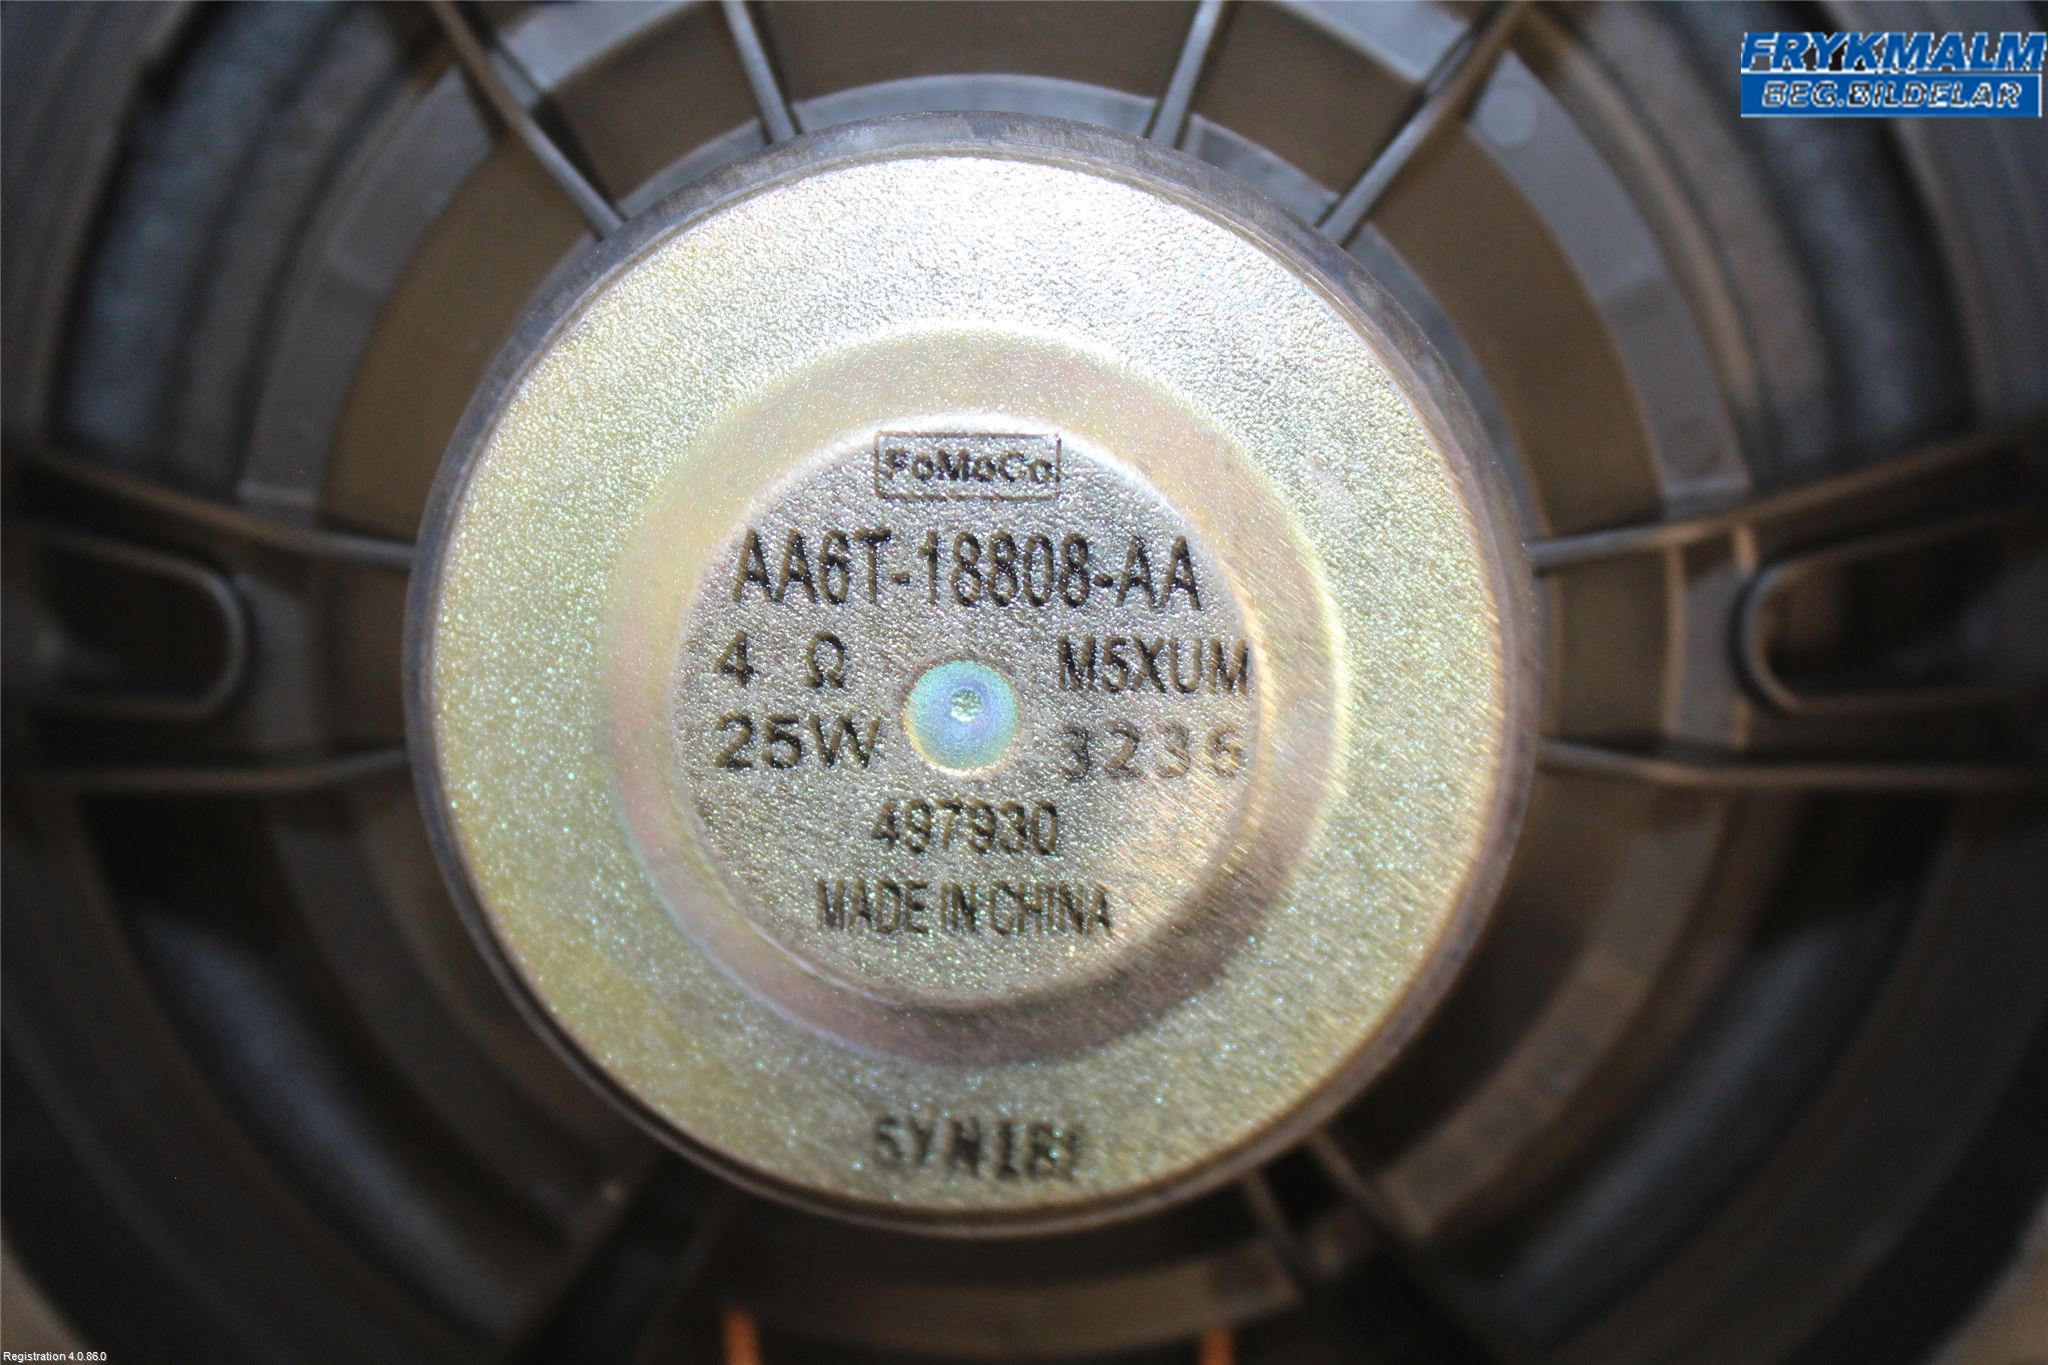 FRYKMALM
BEG.BILDELAR
FoMoCo
AA6T-18808-AA
4 Ω M5XUM
25W 3236
497930
MADE IN CHINA
Registration 4.0.86.0